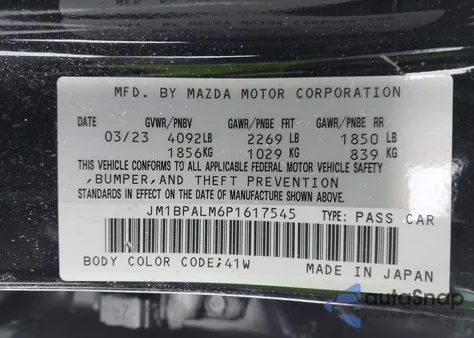 MFD. BY MAZDA MOTOR CORPORATION
DATE GVWR/PNBV GAWR/PNBE FRT GAWR/PNBE RR
03/23 4092LB 2269 LB 1850 LB
1856KG 1029 KG 839 KG
THIS VEHICLE CONFORMS TO ALL APPLICABLE FEDERAL MOTOR VEHICLE SAFETY
,BUMPER,AND THEFT PREVENTION
STANDARDS IN EFFECT ON THE DATE OF MANUFACTURE SHOWN ABOVE.
JM1BPALM6P1617545 TYPE: PASS CAR
BODY COLOR CODE;41W MADE IN JAPAN
autoSnap